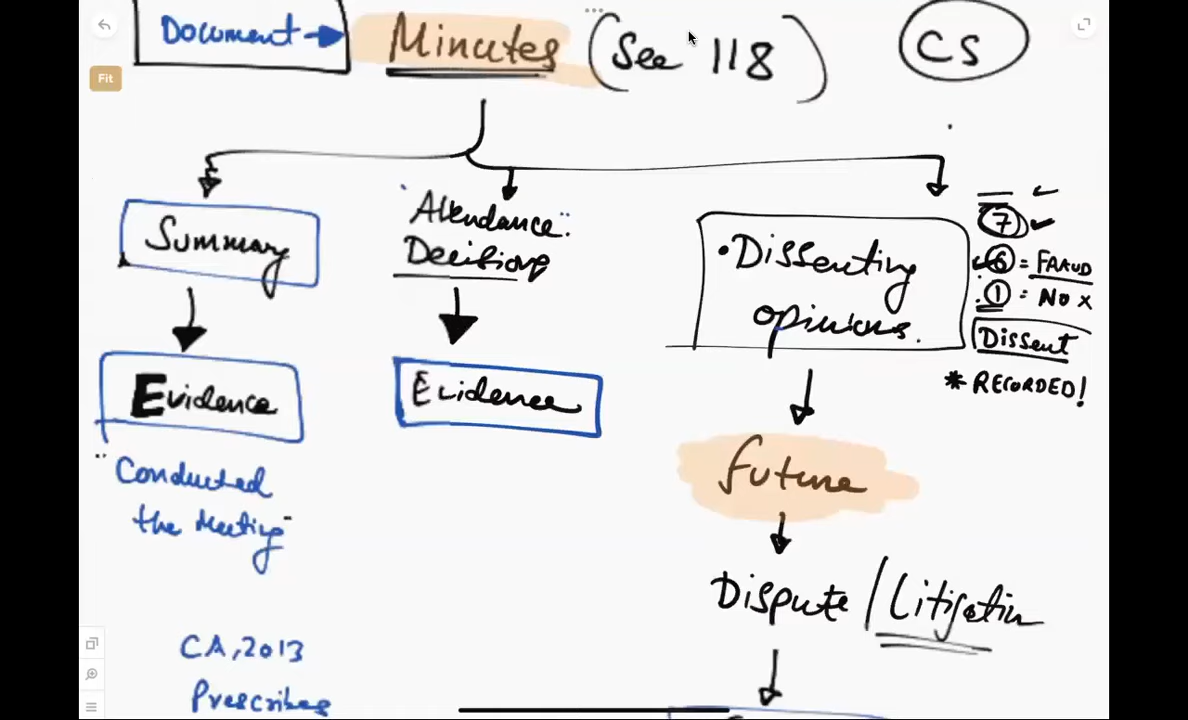 Document → Minutes (See 118) CS
Fit
Summary
Attendance:
Decisions
• Dissenting
opinions.
7 ✓
6 = FRAUD
1 = NO x
Dissent
* RECORDED!
Evidence
Evidence
"Conducted
the Meeting"
future
Dispute / Litigation
CA, 2013
Prescribes